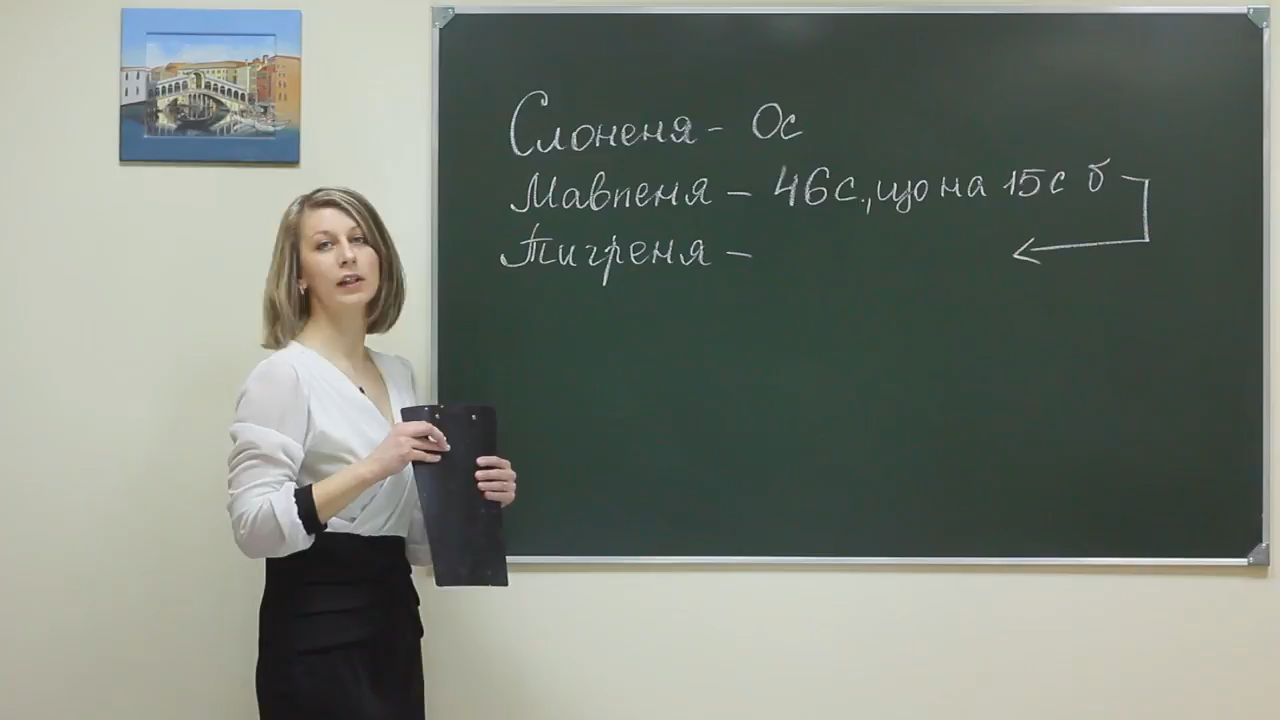 Слоненя - 0с
Мавпеня - 46с., що на 15с б
Тигреня -